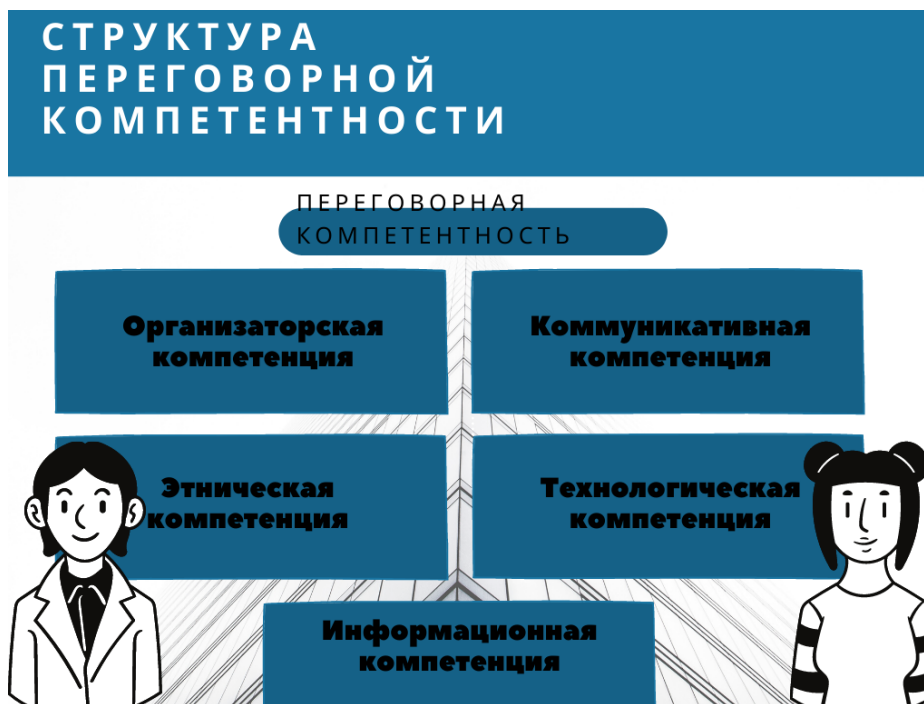 СТРУКТУРА
ПЕРЕГОВОРНОЙ
КОМПЕТЕНТНОСТИ
ПЕРЕГОВОРНАЯ
КОМПЕТЕНТНОСТЬ
Организаторская
компетенция
Коммуникативная
компетенция
Этническая
компетенция
Технологическая
компетенция
Информационная
компетенция